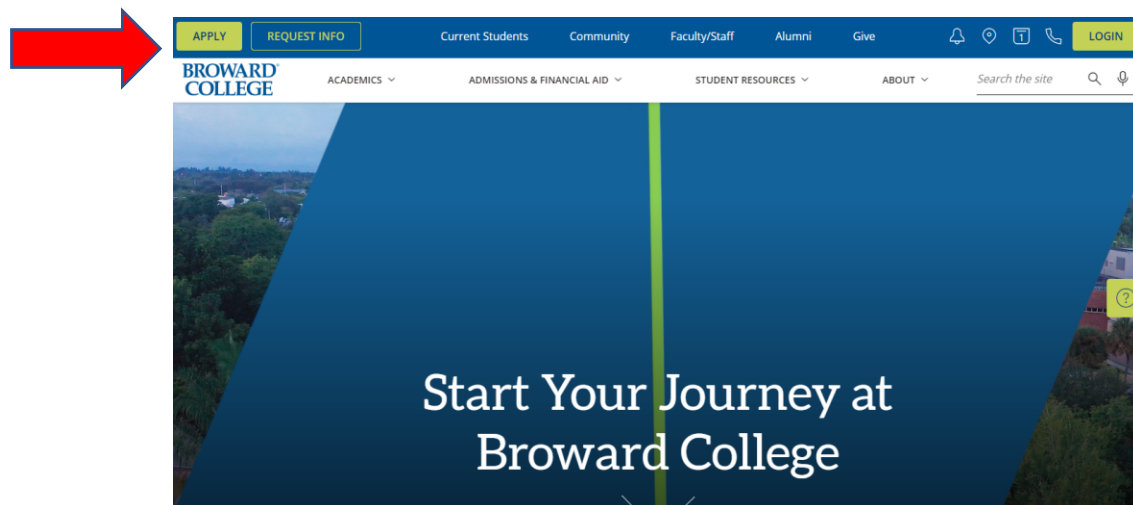 APPLY REQUEST INFO Current Students Community Faculty/Staff Alumni Give 1 LOGIN
BROWARD®
COLLEGE
ACADEMICS ADMISSIONS & FINANCIAL AID STUDENT RESOURCES ABOUT Search the site
?
Start Your Journey at
Broward College